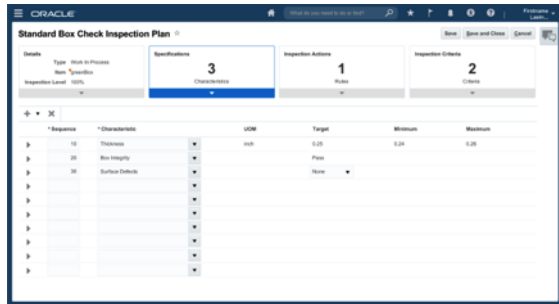 ORACLE
What do you need to do or find?
Firstname
Standard Box Check Inspection Plan
Save Save and Close Cancel
Details
Type Work In Process
Item greenBox
Inspection Level 100%
Specifications
3
Characteristics
Inspection Actions
1
Rules
Inspection Criteria
2
Criteria
* Sequence * Characteristic UOM Target Minimum Maximum
10 Thickness inch 0.25 0.24 0.26
20 Box Integrity Pass
30 Surface Defects None